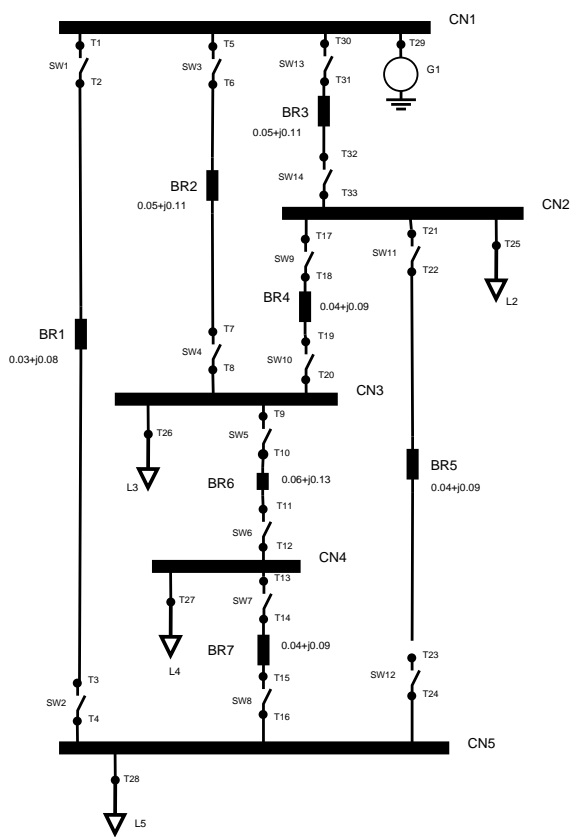 CN1
T1
T5
T30
T29
SW1
SW3
SW13
G1
T2
T6
T31
BR3
0.05+j0.11
T32
SW14
BR2
T33
0.05+j0.11
CN2
T17
T21
T25
SW9
SW11
T18
T22
BR4
L2
0.04+j0.09
BR1
T7
T19
0.03+j0.08
SW4
SW10
T8
T20
CN3
T9
T26
SW5
T10
BR5
L3
BR6
0.06+j0.13
0.04+j0.09
T11
SW6
T12
CN4
T13
T27
SW7
T14
BR7
0.04+j0.09
T23
L4
T3
T15
SW12
SW2
SW8
T24
T4
T16
CN5
T28
L5